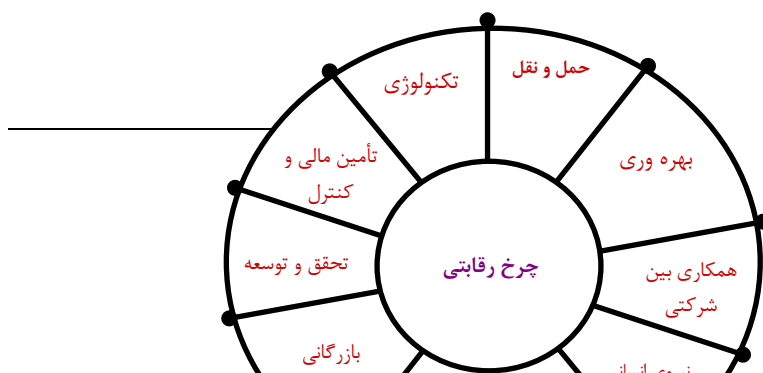 حمل و نقل
تکنولوژی
بهره وری
تأمین مالی و
کنترل
همکاری بین
شرکتی
تحقق و توسعه
چرخ رقابتی
بازرگانی